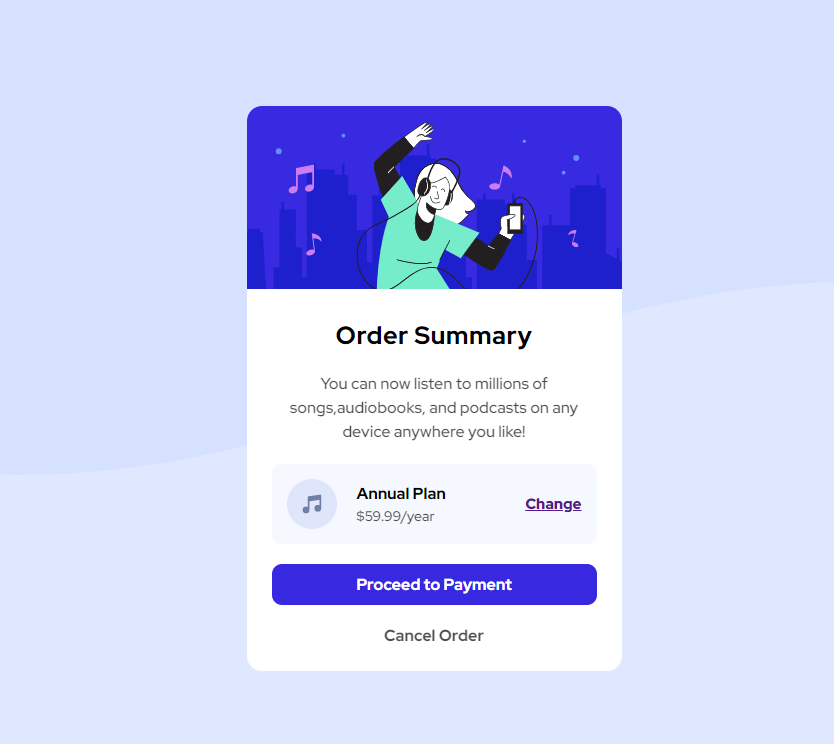 Order Summary
You can now listen to millions of
songs,audiobooks, and podcasts on any
device anywhere you like!
Annual Plan
$59.99/year
Change
Proceed to Payment
Cancel Order